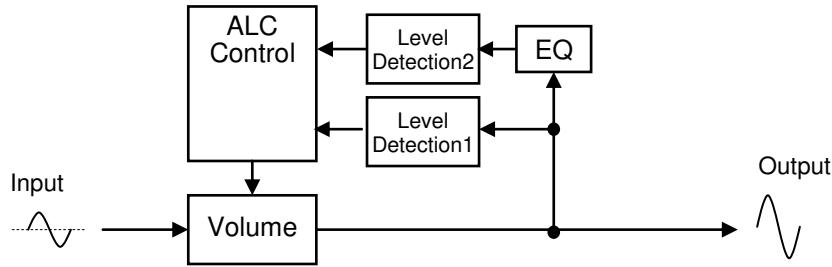 ALC
Control
Level
Detection2
EQ
Level
Detection1
Input
Volume
Output